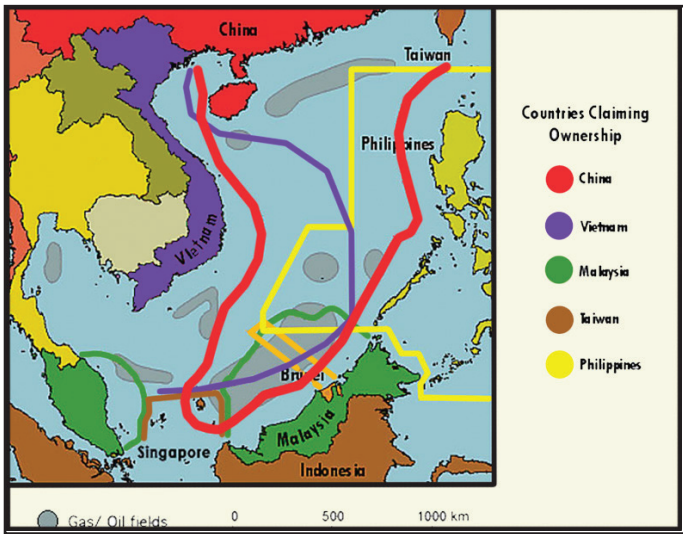 China
Taiwan
Philippines
Vietnam
Brunei
Malaysia
Singapore
Indonesia
Countries Claiming
Ownership
China
Vietnam
Malaysia
Taiwan
Philippines
Gas/ Oil fields
0 500 1000 km